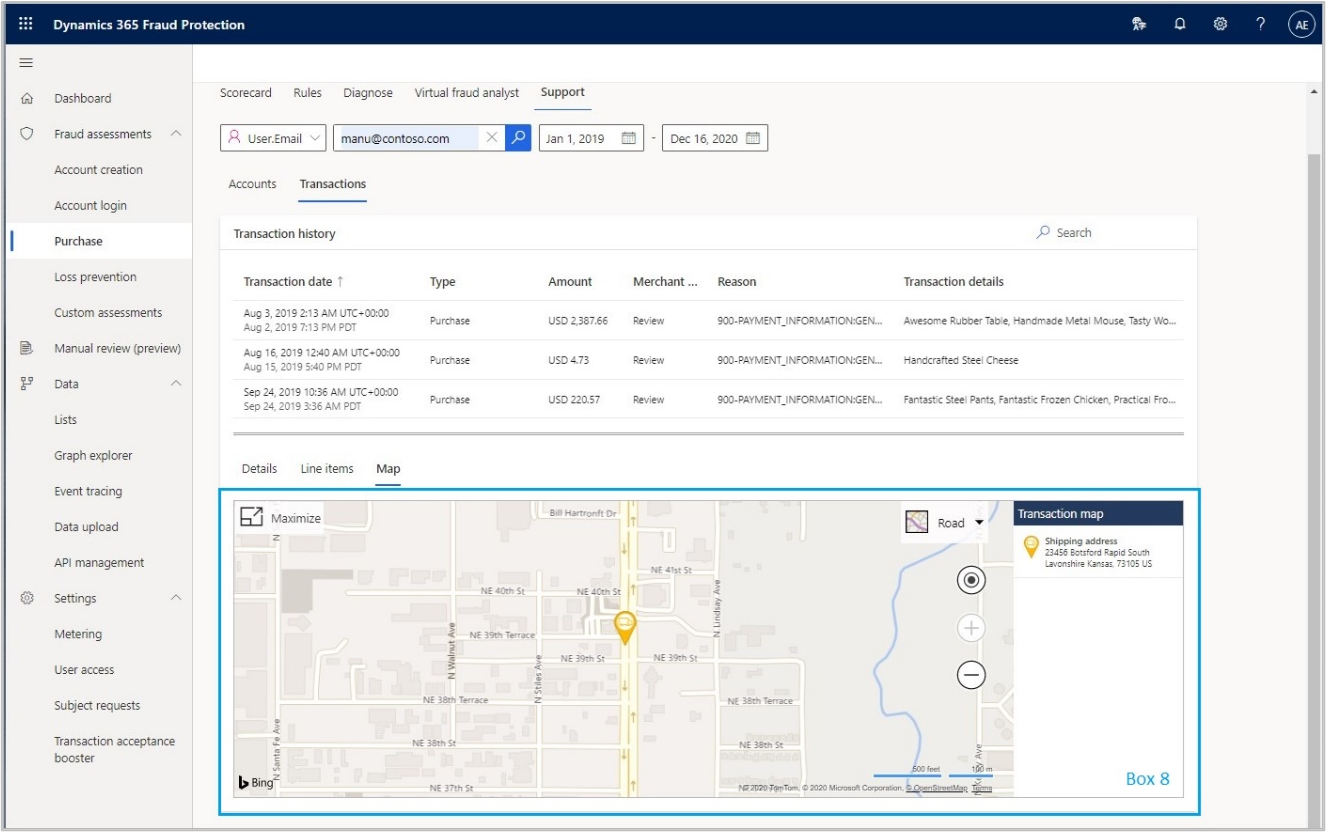 Dynamics 365 Fraud Protection
AE
Dashboard
Fraud assessments
Account creation
Account login
Purchase
Loss prevention
Custom assessments
Manual review (preview)
Data
Lists
Graph explorer
Event tracing
Data upload
API management
Settings
Metering
User access
Subject requests
Transaction acceptance
booster
Scorecard Rules Diagnose Virtual fraud analyst Support
User.Email manu@contoso.com Jan 1, 2019 - Dec 16, 2020
Accounts Transactions
Transaction history Search
Transaction date ↑ Type Amount Merchant ... Reason Transaction details
Aug 3, 2019 2:13 AM UTC+00:00
Aug 2, 2019 7:13 PM PDT
Purchase USD 2,387.66 Review 900-PAYMENT_INFORMATION:GEN... Awesome Rubber Table, Handmade Metal Mouse, Tasty Wo...
Aug 16, 2019 12:40 AM UTC+00:00
Aug 15, 2019 5:40 PM PDT
Purchase USD 4.73 Review 900-PAYMENT_INFORMATION:GEN... Handcrafted Steel Cheese
Sep 24, 2019 10:36 AM UTC+00:00
Sep 24, 2019 3:36 AM PDT
Purchase USD 220.57 Review 900-PAYMENT_INFORMATION:GEN... Fantastic Steel Pants, Fantastic Frozen Chicken, Practical Fro...
Details Line items Map
Maximize
Bill Hartronft Dr
Road
N
NE 41st St
NE 40th St NE 40th St
N Lindsay Ave
N Walnut Ave
NE 39th Terrace
NE 39th St NE 39th St
N Stiles Ave
NE 38th Terrace NE 38th Terrace
N Santa Fe Ave
NE 38th St NE 38th St
NE 37th St
Bing
500 feet 100 m
© 2020 TomTom, © 2020 Microsoft Corporation, © OpenStreetMap Terms
Transaction map
Shipping address
23456 Botsford Rapid South
Lavonshire Kansas, 73105 US
Box 8